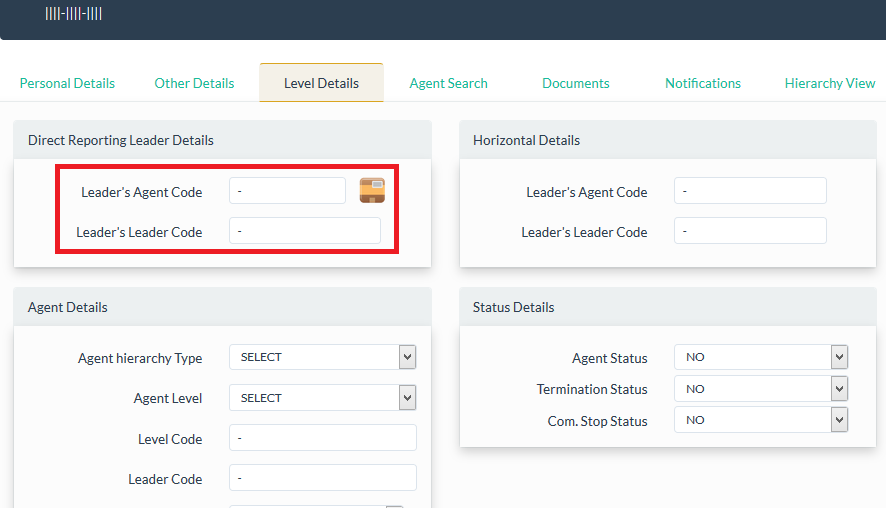 ||||-||||-||||
Personal Details Other Details Level Details Agent Search Documents Notifications Hierarchy View
Direct Reporting Leader Details
Leader's Agent Code -
Leader's Leader Code -
Horizontal Details
Leader's Agent Code -
Leader's Leader Code -
Agent Details
Agent hierarchy Type SELECT
Agent Level SELECT
Level Code -
Leader Code -
Status Details
Agent Status NO
Termination Status NO
Com. Stop Status NO